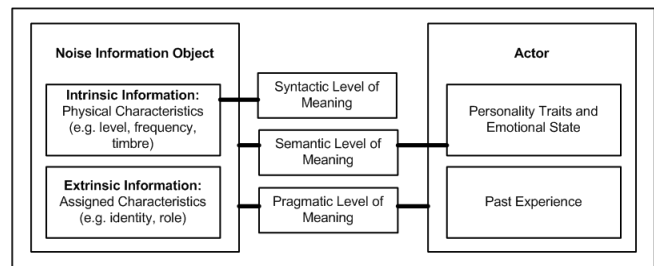 Noise Information Object
Intrinsic Information:
Physical Characteristics
(e.g. level, frequency,
timbre)
Extrinsic Information:
Assigned Characteristics
(e.g. identity, role)
Syntactic Level of
Meaning
Semantic Level of
Meaning
Pragmatic Level of
Meaning
Actor
Personality Traits and
Emotional State
Past Experience